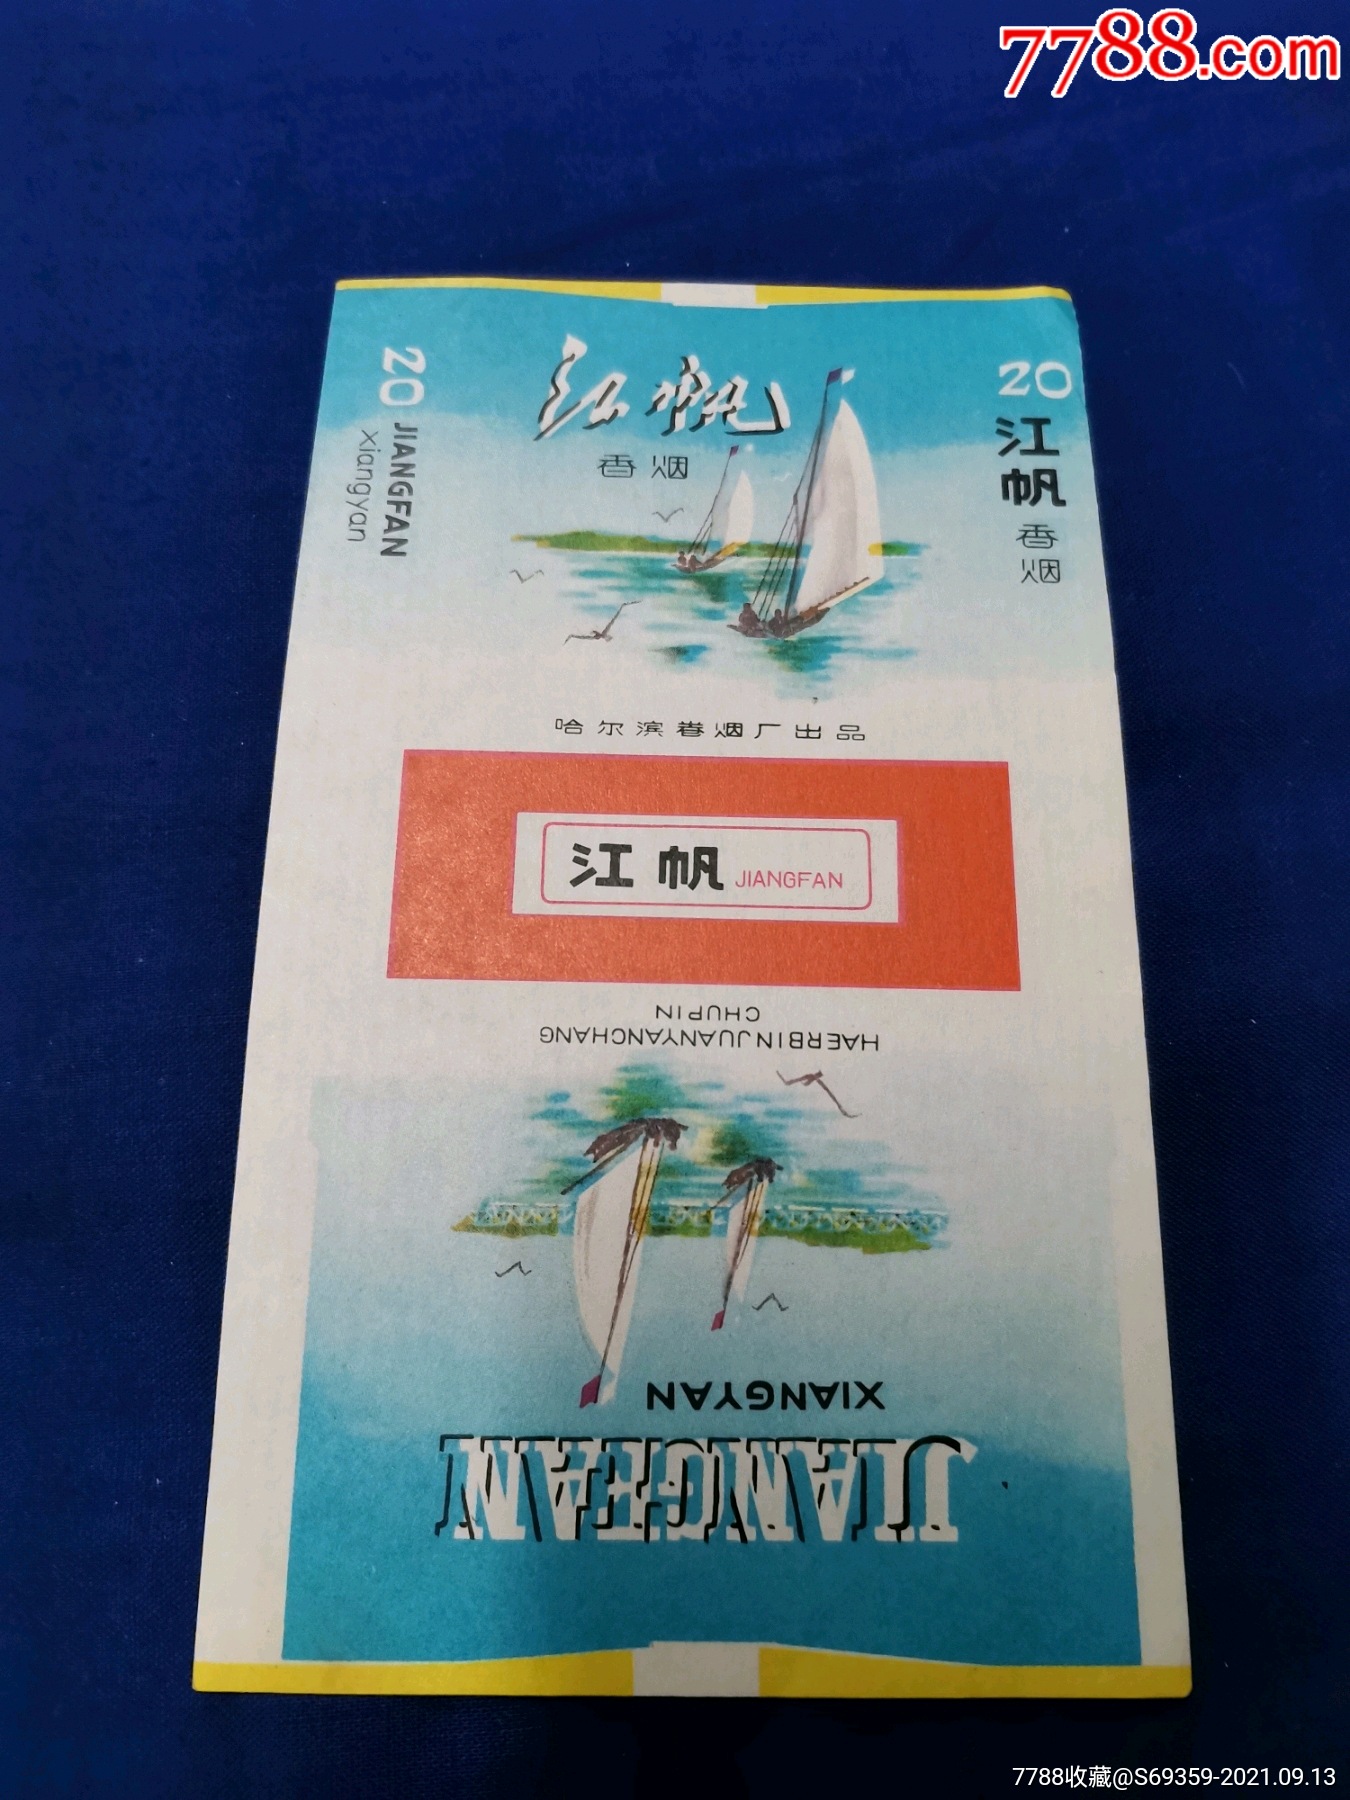 7788.com
江帆
香烟
20 JIANGFAN
xiangyan
20
江
帆
香
烟
哈尔滨卷烟厂出品
江帆 JIANGFAN
HAERBINJUANYANCHANG
CHUPIN
XIANGYAN
JIANGFAN
7788收藏@S69359-2021.09.13